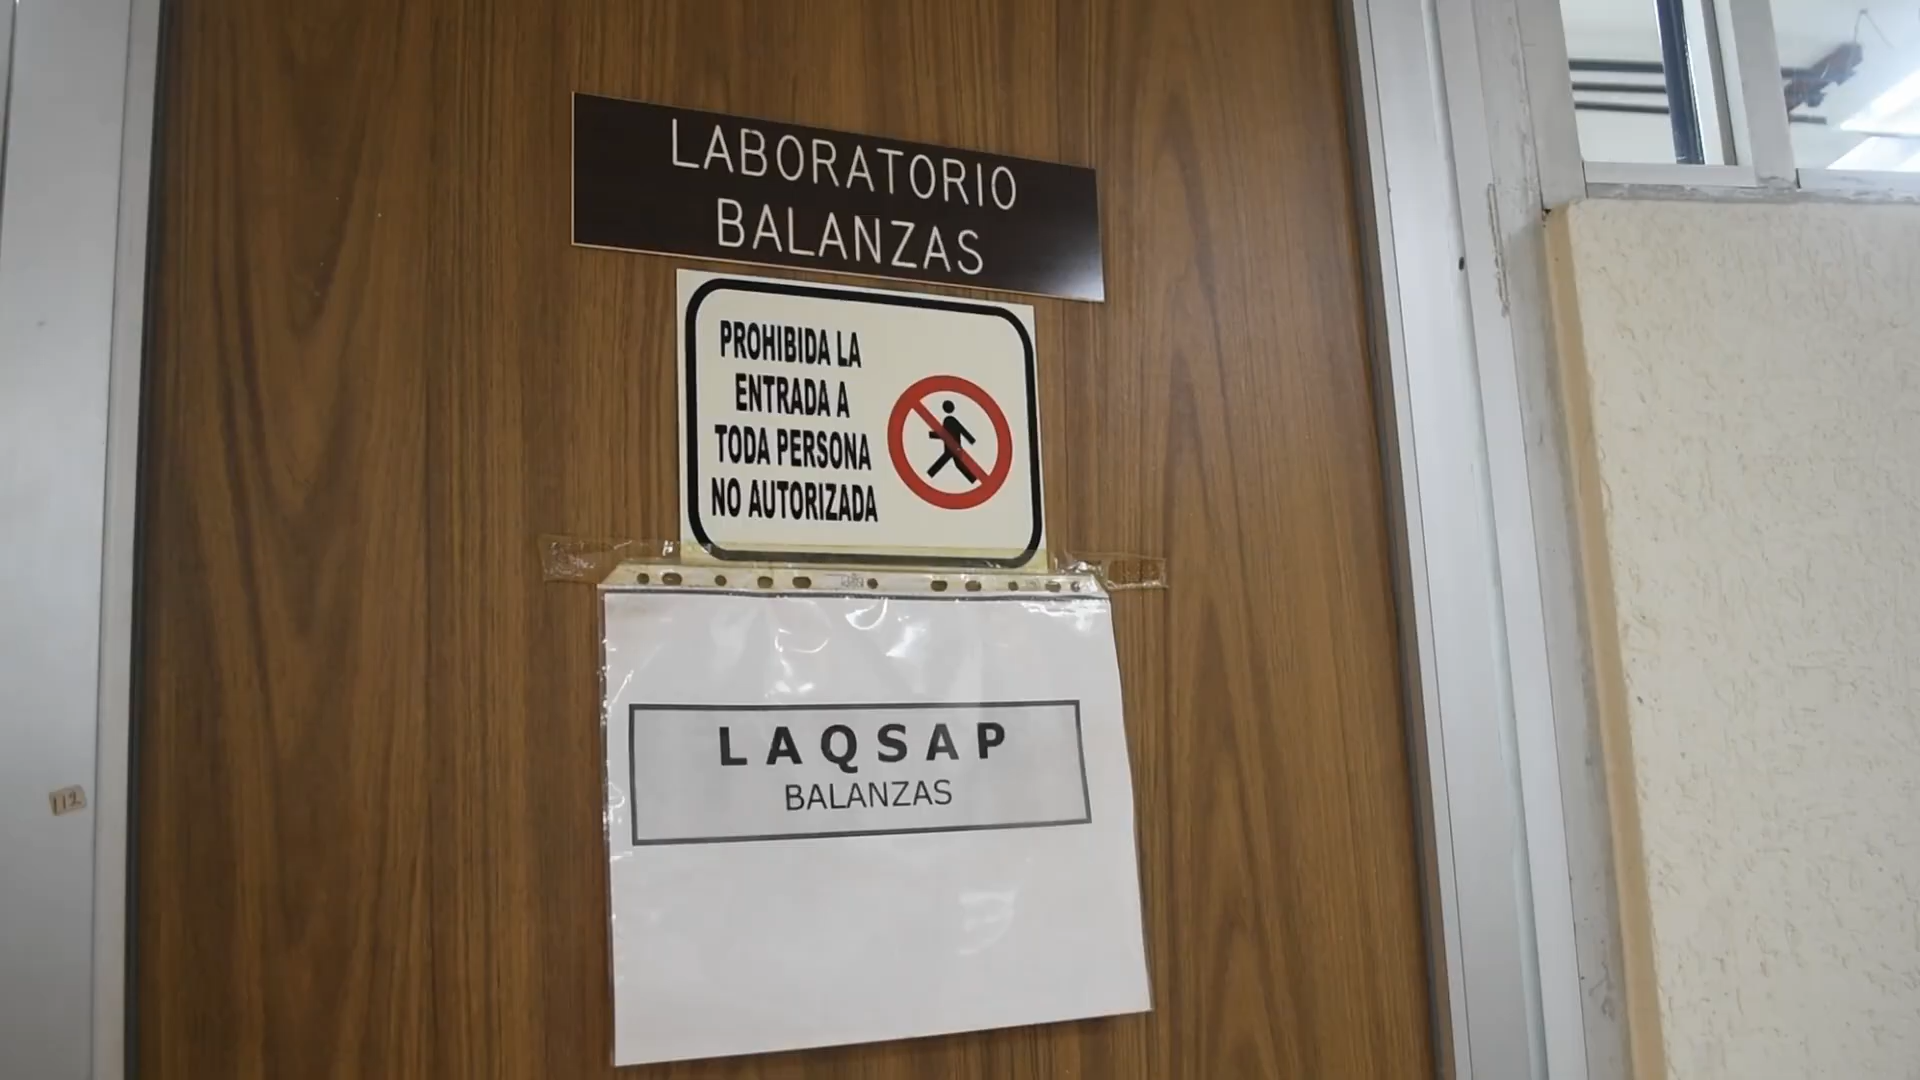 LABORATORIO
BALANZAS
PROHIBIDA LA
ENTRADA A
TODA PERSONA
NO AUTORIZADA
LAQSAP
BALANZAS
112